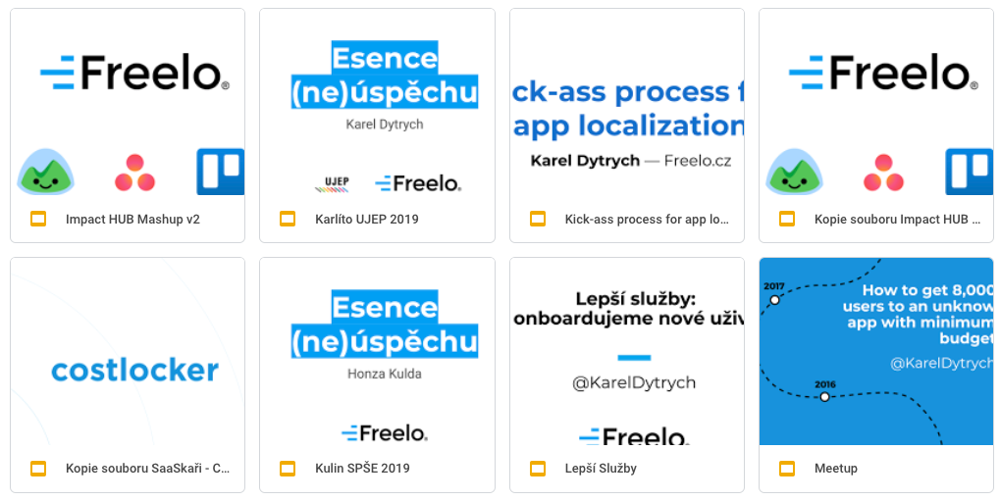 Freelo®
Impact HUB Mashup v2
Esence
(ne)úspěchu
Karel Dytrych
UJEP
Freelo.
Karlíto UJEP 2019
ck-ass process f
app localization
Karel Dytrych — Freelo.cz
Kick-ass process for app lo...
Freelo®
Kopie souboru Impact HUB ...
costlocker
Kopie souboru SaaSkaři - C...
Esence
(ne)úspěchu
Honza Kulda
Freelo.
Kulin SPŠE 2019
Lepší služby:
onboardujeme nové uživ
@KarelDytrych
Freelo.
Lepší Služby
2017
How to get 8,000
users to an unknow
app with minimum
budget
@KarelDytrych
2016
Meetup